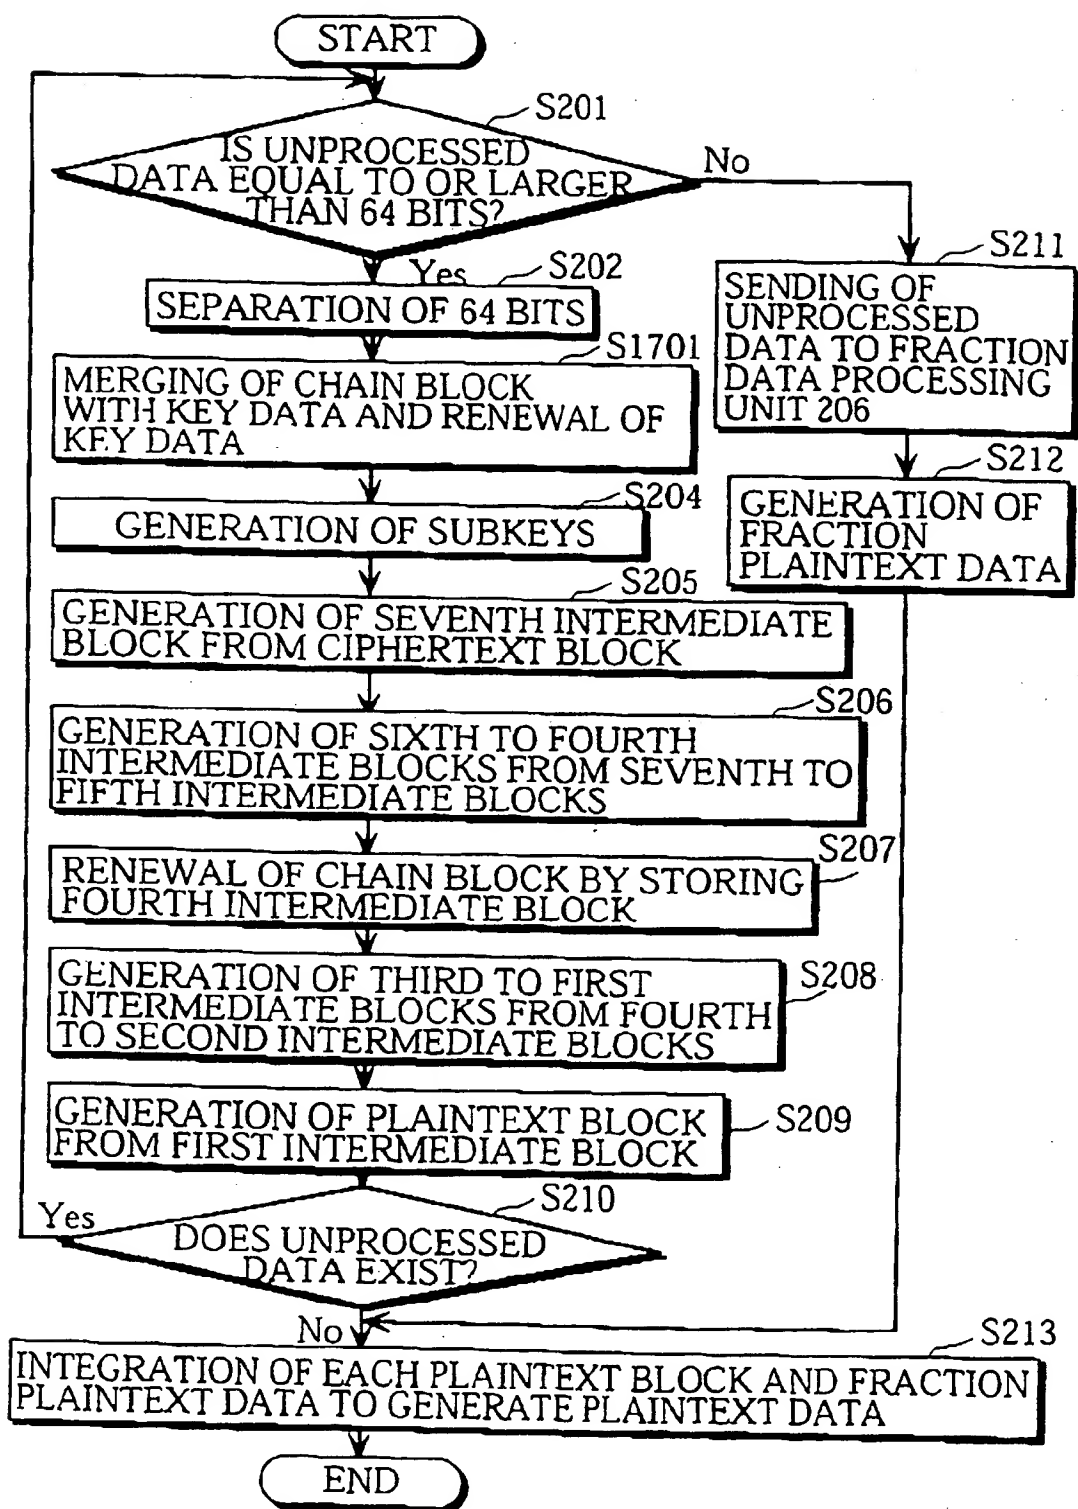 START
S201
IS UNPROCESSED
DATA EQUAL TO OR LARGER
THAN 64 BITS?
No
Yes
S202
SEPARATION OF 64 BITS
S1701
MERGING OF CHAIN BLOCK
WITH KEY DATA AND RENEWAL OF
KEY DATA
S204
GENERATION OF SUBKEYS
S205
GENERATION OF SEVENTH INTERMEDIATE
BLOCK FROM CIPHERTEXT BLOCK
S206
GENERATION OF SIXTH TO FOURTH
INTERMEDIATE BLOCKS FROM SEVENTH TO
FIFTH INTERMEDIATE BLOCKS
S207
RENEWAL OF CHAIN BLOCK BY STORING
FOURTH INTERMEDIATE BLOCK
S208
GENERATION OF THIRD TO FIRST
INTERMEDIATE BLOCKS FROM FOURTH
TO SECOND INTERMEDIATE BLOCKS
S209
GENERATION OF PLAINTEXT BLOCK
FROM FIRST INTERMEDIATE BLOCK
S210
Yes
DOES UNPROCESSED
DATA EXIST?
No
S211
SENDING OF
UNPROCESSED
DATA TO FRACTION
DATA PROCESSING
UNIT 206
S212
GENERATION OF
FRACTION
PLAINTEXT DATA
S213
INTEGRATION OF EACH PLAINTEXT BLOCK AND FRACTION
PLAINTEXT DATA TO GENERATE PLAINTEXT DATA
END